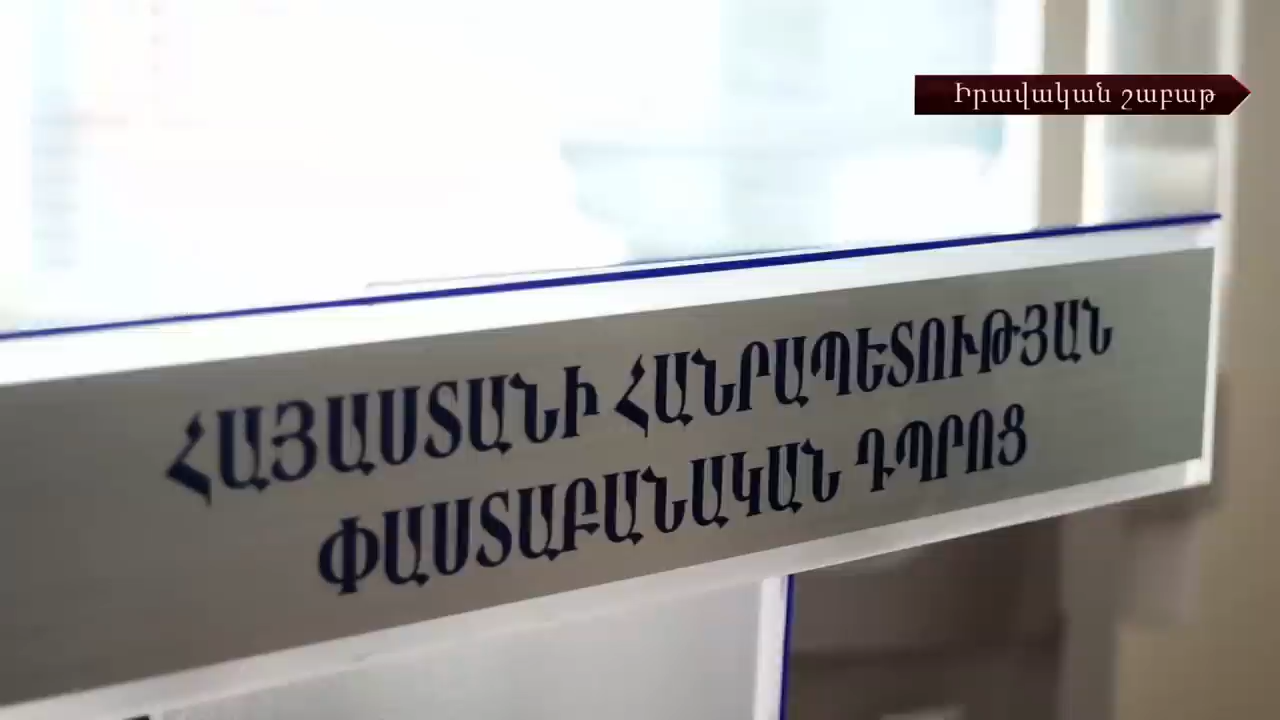 Իրավական շաբաթ
ՀԱՅԱՍՏԱՆԻ ՀԱՆՐԱՊԵՏՈՒԹՅԱՆ
ՓԱՍՏԱԲԱՆԱԿԱՆ ԴՊՐՈՑ